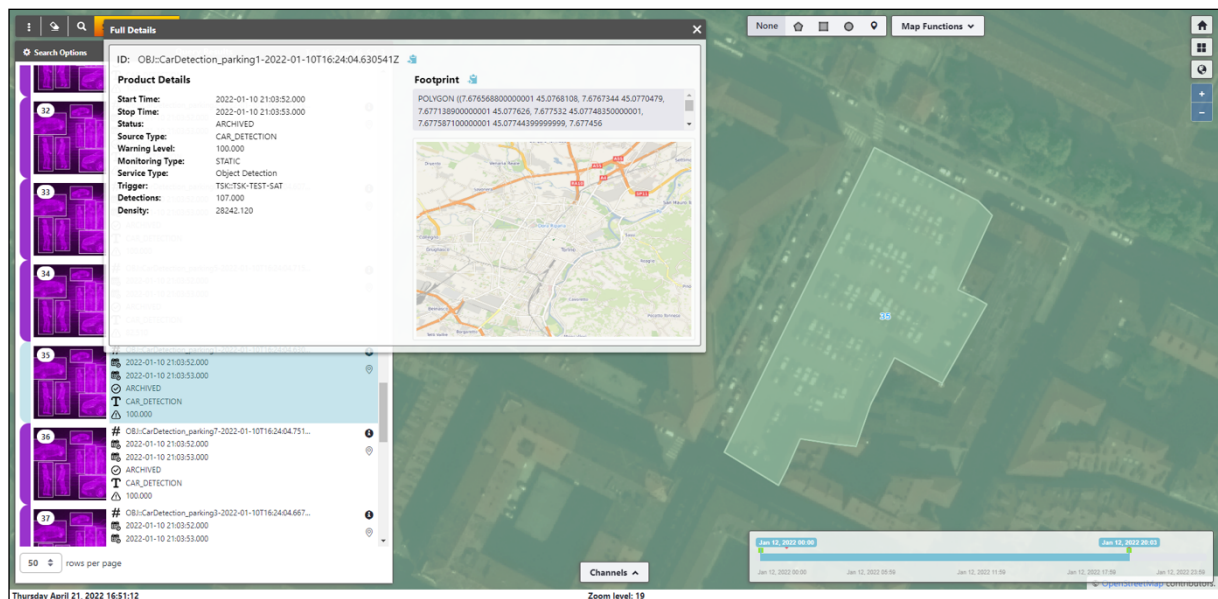 None
Map Functions
Full Details
Search Options
ID: OBJ::CarDetection_parking1-2022-01-10T16:24:04.630541Z
Product Details
Start Time: 2022-01-10 21:03:52.000
Stop Time: 2022-01-10 21:03:53.000
Status: ARCHIVED
Source Type: CAR_DETECTION
Warning Level: 100.000
Monitoring Type: STATIC
Service Type: Object Detection
Trigger: TSK::TSK-TEST-SAT
Detections: 107.000
Density: 28242.120
Footprint
POLYGON ((7.676568800000001 45.0768108, 7.6767344 45.0770479,
7.677138900000001 45.077626, 7.677532 45.07748350000001,
7.677587100000001 45.07744399999999, 7.677456
32
33
34
35
2022-01-10 21:03:52.000
2022-01-10 21:03:53.000
ARCHIVED
CAR_DETECTION
100.000
36
# OBJ::CarDetection_parking7-2022-01-10T16:24:04.751...
2022-01-10 21:03:52.000
2022-01-10 21:03:53.000
ARCHIVED
CAR_DETECTION
100.000
37
# OBJ::CarDetection_parking3-2022-01-10T16:24:04.667...
2022-01-10 21:03:52.000
2022-01-10 21:03:53.000
50 rows per page
35
Channels
Jan 12, 2022 00:00
Jan 12, 2022 20:03
Jan 12, 2022 00:00
Jan 12, 2022 05:59
Jan 12, 2022 11:59
Jan 12, 2022 17:59
Jan 12, 2022 23:59
© OpenStreetMap contributors.
Thursday April 21, 2022 16:51:12
Zoom level: 19